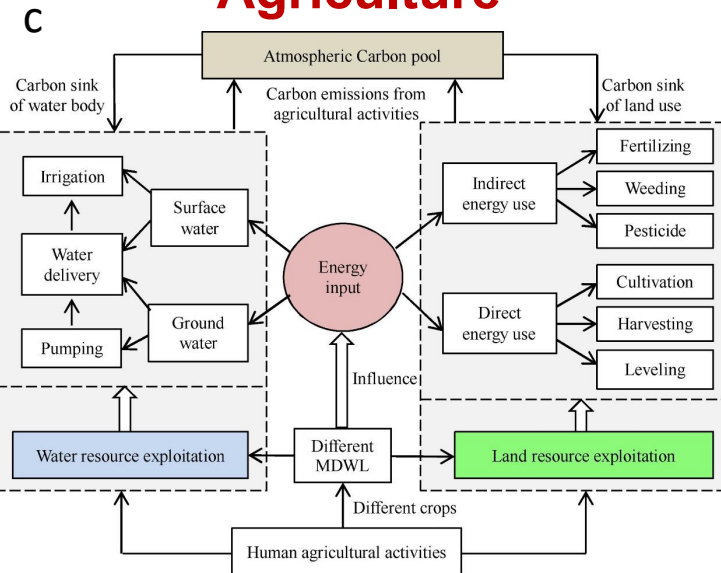 Agriculture
C
Atmospheric Carbon pool
Carbon sink
of water body
Carbon emissions from
agricultural activities
Carbon sink
of land use
Irrigation
Surface
water
Water
delivery
Ground
water
Pumping
Energy
input
Indirect
energy use
Fertilizing
Weeding
Pesticide
Direct
energy use
Cultivation
Harvesting
Leveling
Influence
Water resource exploitation
Different
MDWL
Land resource exploitation
Different crops
Human agricultural activities